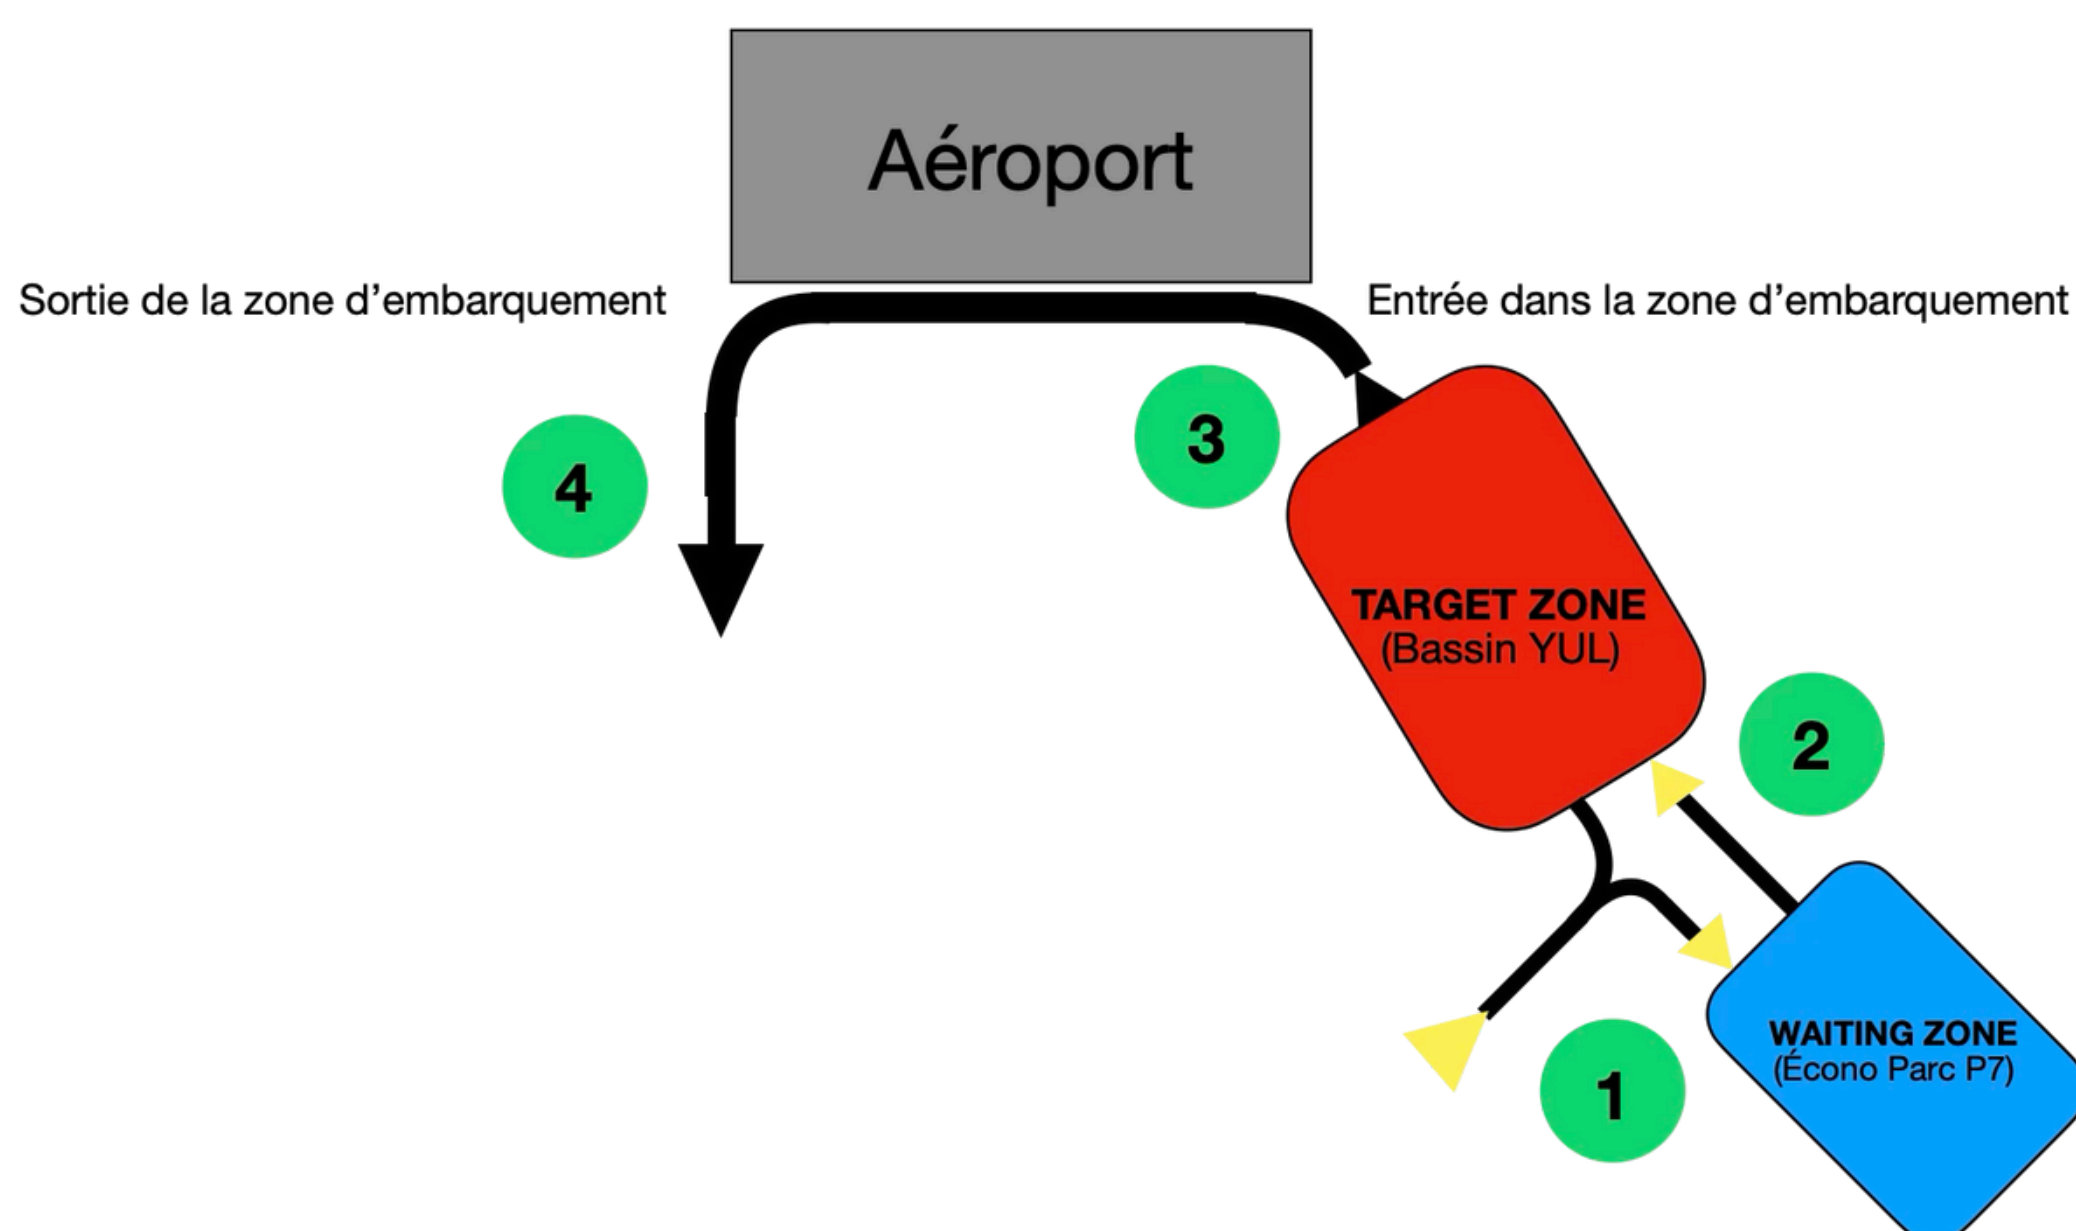 Aéroport
Sortie de la zone d’embarquement
Entrée dans la zone d’embarquement
3
4
TARGET ZONE
(Bassin YUL)
2
WAITING ZONE
(Écono Parc P7)
1